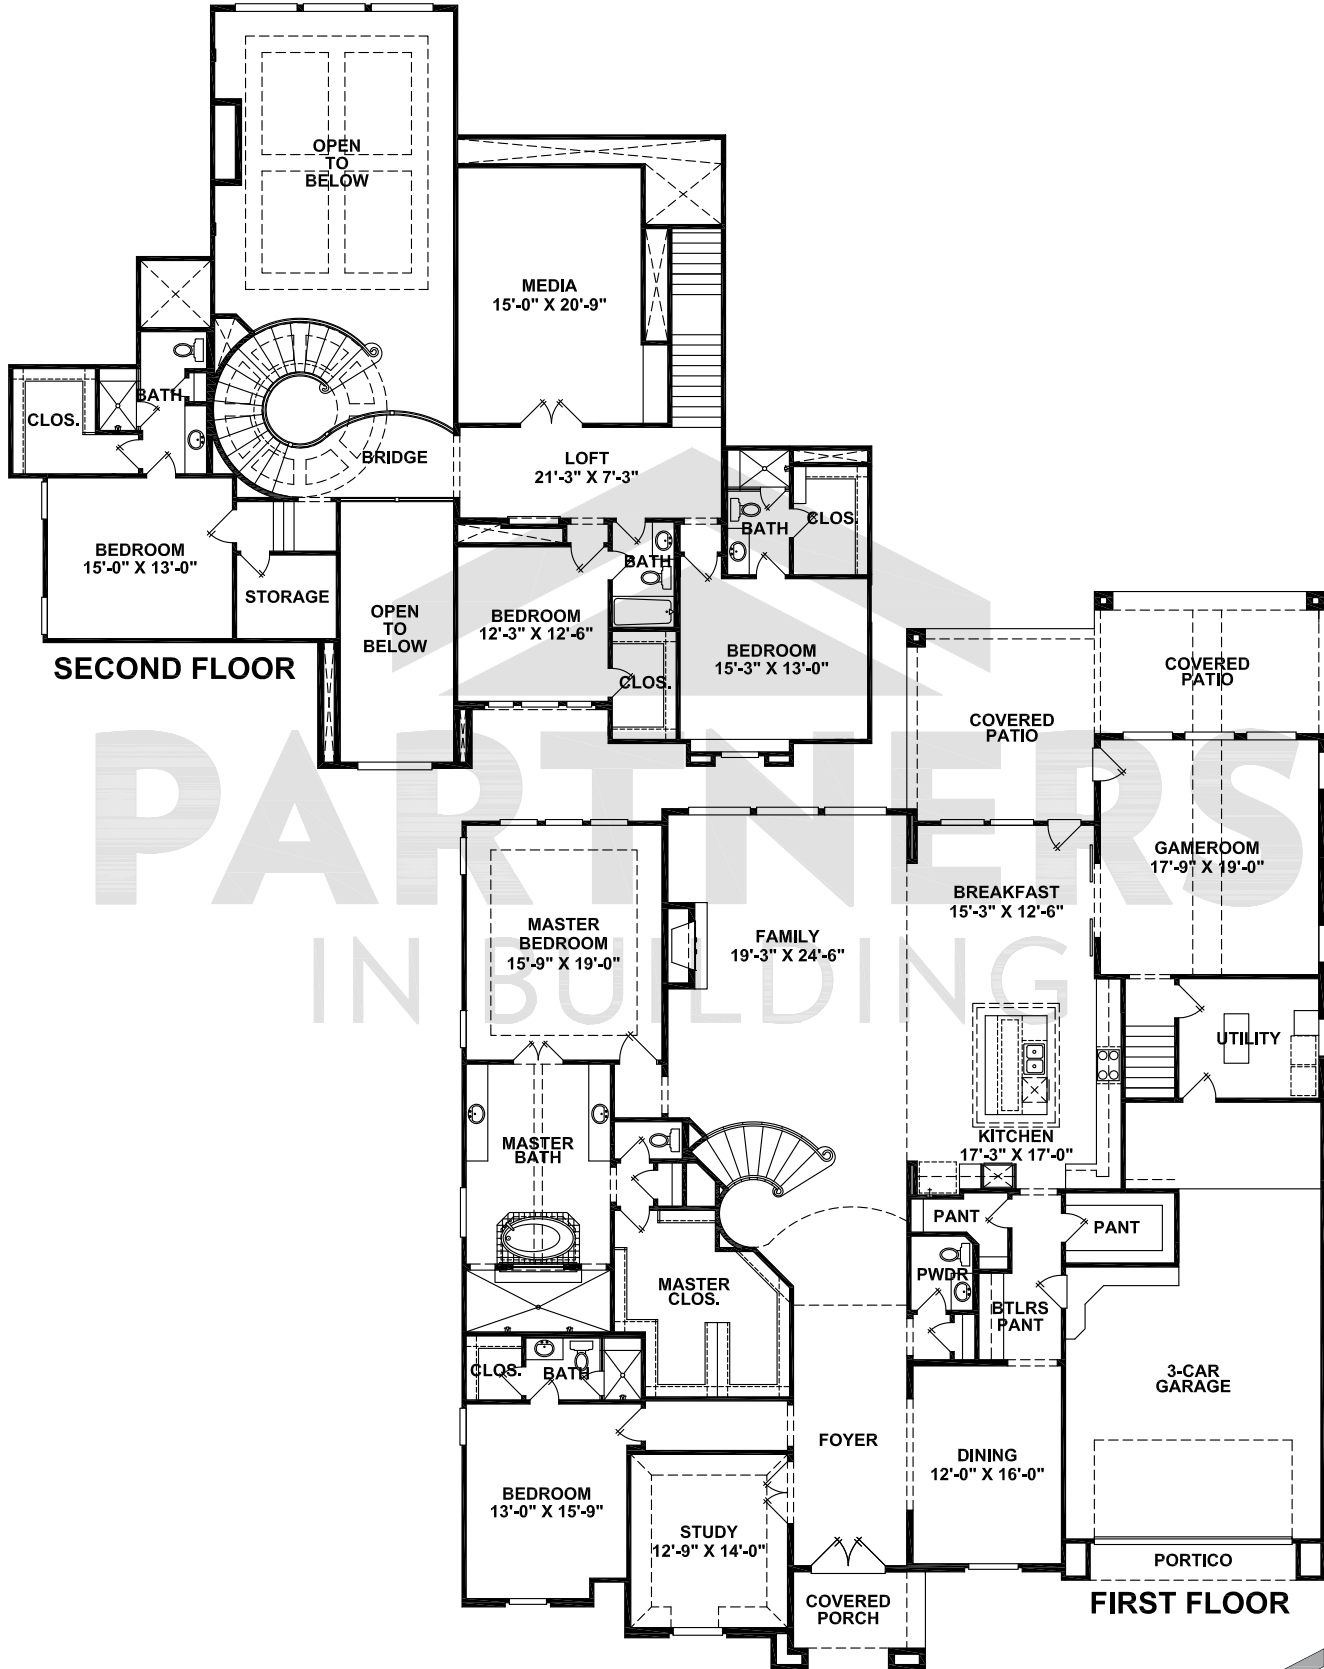 OPEN
TO
BELOW
MEDIA
15'-0" X 20'-9"
BATH
CLOS.
BRIDGE
LOFT
21'-3" X 7'-3"
BATH
CLOS.
BEDROOM
15'-0" X 13'-0"
STORAGE
OPEN
TO
BELOW
BATH
BEDROOM
12'-3" X 12'-6"
CLOS.
BEDROOM
15'-3" X 13'-0"
SECOND FLOOR
COVERED
PATIO
COVERED
PATIO
PARTNERS
IN BUILDING
GAMEROOM
17'-9" X 19'-0"
BREAKFAST
15'-3" X 12'-6"
MASTER
BEDROOM
15'-9" X 19'-0"
FAMILY
19'-3" X 24'-6"
UTILITY
KITCHEN
17'-3" X 17'-0"
MASTER
BATH
PANT
PANT
MASTER
CLOS.
PWDR
BTLRS
PANT
CLOS.
BATH
3-CAR
GARAGE
FOYER
DINING
12'-0" X 16'-0"
BEDROOM
13'-0" X 15'-9"
STUDY
12'-9" X 14'-0"
PORTICO
COVERED
PORCH
FIRST FLOOR